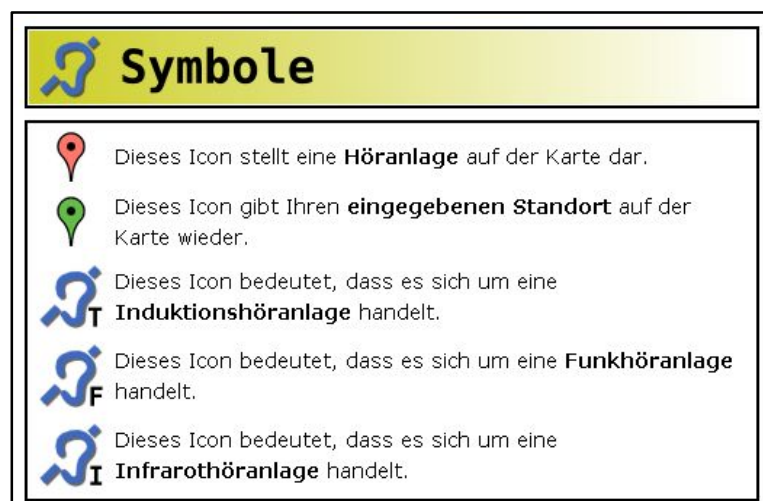 Symbole
Dieses Icon stellt eine Höranlage auf der Karte dar.
Dieses Icon gibt Ihren eingegebenen Standort auf der
Karte wieder.
Dieses Icon bedeutet, dass es sich um eine
T Induktionshöranlage handelt.
Dieses Icon bedeutet, dass es sich um eine Funkhöranlage
F handelt.
Dieses Icon bedeutet, dass es sich um eine
I Infrarothöranlage handelt.